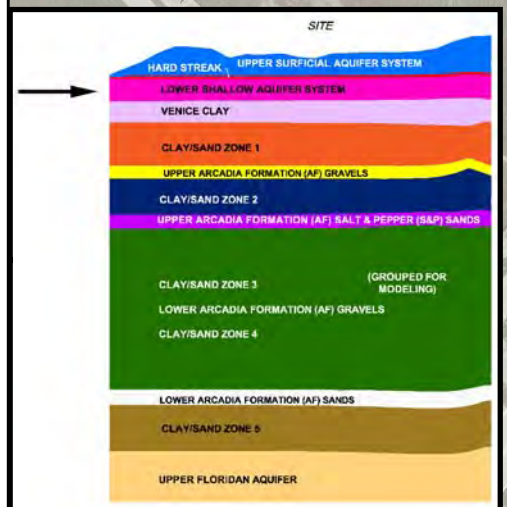 SITE
HARD STREAK
UPPER SURFICIAL AQUIFER SYSTEM
LOWER SHALLOW AQUIFER SYSTEM
VENICE CLAY
CLAY/SAND ZONE 1
UPPER ARCADIA FORMATION (AF) GRAVELS
CLAY/SAND ZONE 2
UPPER ARCADIA FORMATION (AF) SALT & PEPPER (S&P) SANDS
CLAY/SAND ZONE 3
(GROUPED FOR
MODELING)
LOWER ARCADIA FORMATION (AF) GRAVELS
CLAY/SAND ZONE 4
LOWER ARCADIA FORMATION (AF) SANDS
CLAY/SAND ZONE 5
UPPER FLORIDAN AQUIFER